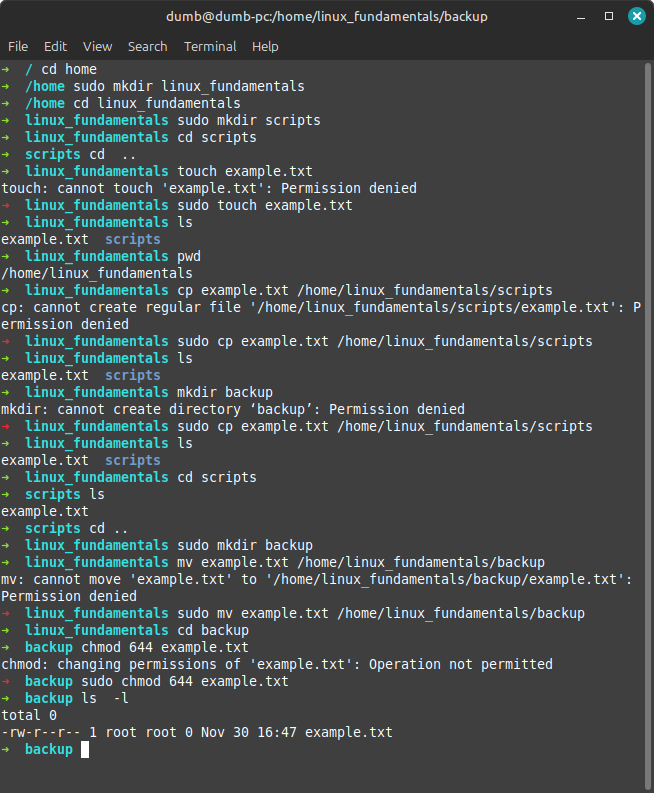 dumb@dumb-pc:/home/linux_fundamentals/backup
File Edit View Search Terminal Help
➜  / cd home
➜  /home sudo mkdir linux_fundamentals
➜  /home cd linux_fundamentals
➜  linux_fundamentals sudo mkdir scripts
➜  linux_fundamentals cd scripts
➜  scripts cd  ..
➜  linux_fundamentals touch example.txt
touch: cannot touch 'example.txt': Permission denied
➜  linux_fundamentals sudo touch example.txt
➜  linux_fundamentals ls
example.txt  scripts
➜  linux_fundamentals pwd
/home/linux_fundamentals
➜  linux_fundamentals cp example.txt /home/linux_fundamentals/scripts
cp: cannot create regular file '/home/linux_fundamentals/scripts/example.txt': P
ermission denied
➜  linux_fundamentals sudo cp example.txt /home/linux_fundamentals/scripts
➜  linux_fundamentals ls
example.txt  scripts
➜  linux_fundamentals mkdir backup
mkdir: cannot create directory ‘backup’: Permission denied
➜  linux_fundamentals sudo cp example.txt /home/linux_fundamentals/scripts
➜  linux_fundamentals ls
example.txt  scripts
➜  linux_fundamentals cd scripts
➜  scripts ls
example.txt
➜  scripts cd ..
➜  linux_fundamentals sudo mkdir backup
➜  linux_fundamentals mv example.txt /home/linux_fundamentals/backup
mv: cannot move 'example.txt' to '/home/linux_fundamentals/backup/example.txt':
Permission denied
➜  linux_fundamentals sudo mv example.txt /home/linux_fundamentals/backup
➜  linux_fundamentals cd backup
➜  backup chmod 644 example.txt
chmod: changing permissions of 'example.txt': Operation not permitted
➜  backup sudo chmod 644 example.txt
➜  backup ls  -l
total 0
-rw-r--r-- 1 root root 0 Nov 30 16:47 example.txt
➜  backup